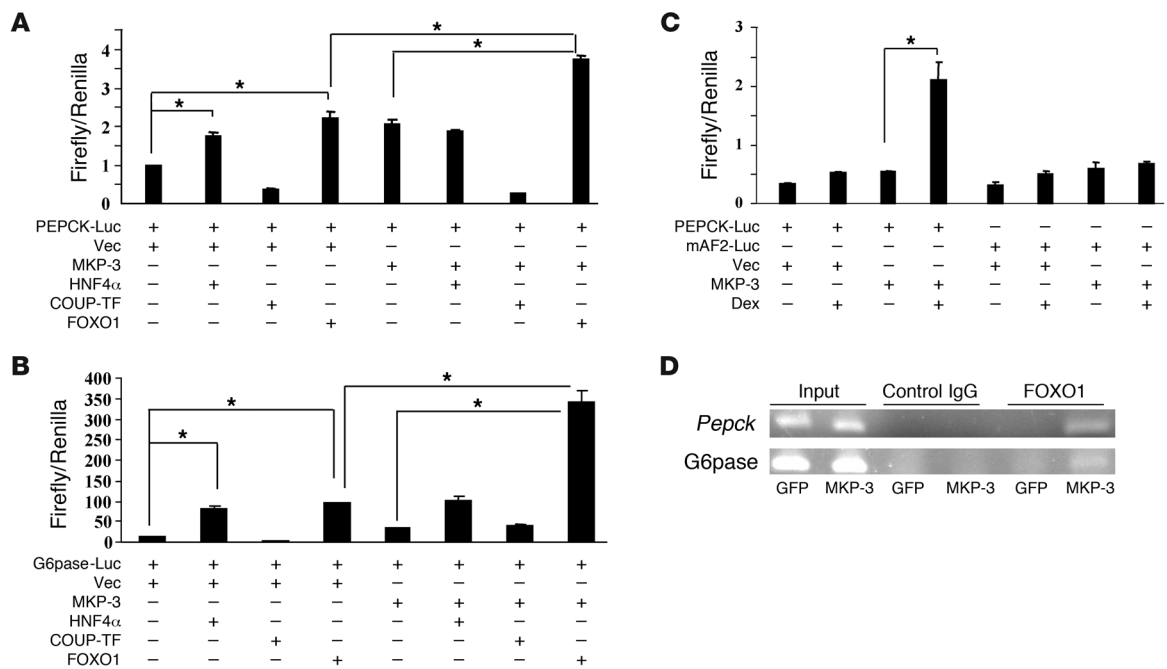 A
Firefly/Renilla
4
3
2
1
0
* * * *
PEPCK-Luc + + + + + + + +
Vec + + + + – – – –
MKP-3 – – – – + + + +
HNF4α – + – – – + – –
COUP-TF – – + – – – + –
FOXO1 – – – + – – – +
B
Firefly/Renilla
400
350
300
250
200
150
100
50
0
* * * *
G6pase-Luc + + + + + + + +
Vec + + + + – – – –
MKP-3 – – – – + + + +
HNF4α – + – – – + – –
COUP-TF – – + – – – + –
FOXO1 – – – + – – – +
C
Firefly/Renilla
3
2
1
0
*
PEPCK-Luc + + + + – – – –
mAF2-Luc – – – – + + + +
Vec + + – – + + – –
MKP-3 – – + + – – + +
Dex – + – + – + – +
D
Input Control IgG FOXO1
Pepck
G6pase
GFP MKP-3 GFP MKP-3 GFP MKP-3